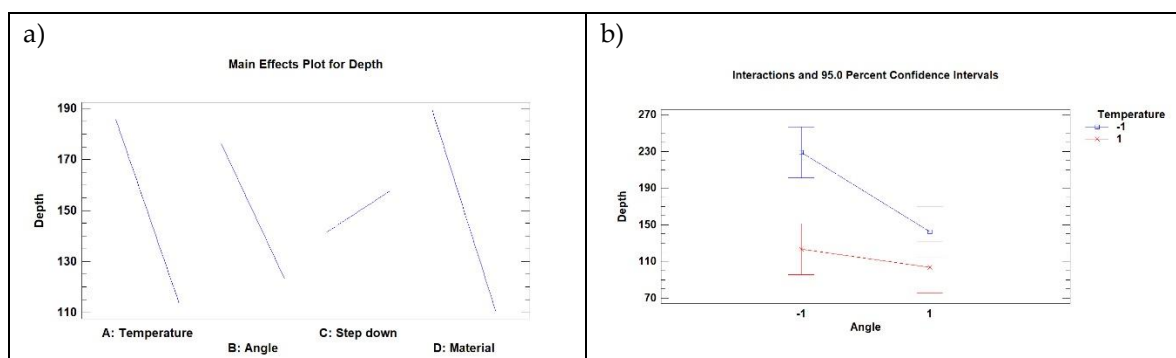 a)
Main Effects Plot for Depth
190
170
150
130
110
Depth
A: Temperature
B: Angle
C: Step down
D: Material
b)
Interactions and 95.0 Percent Confidence Intervals
270
230
190
150
110
70
Depth
-1
1
Angle
Temperature
-1
1